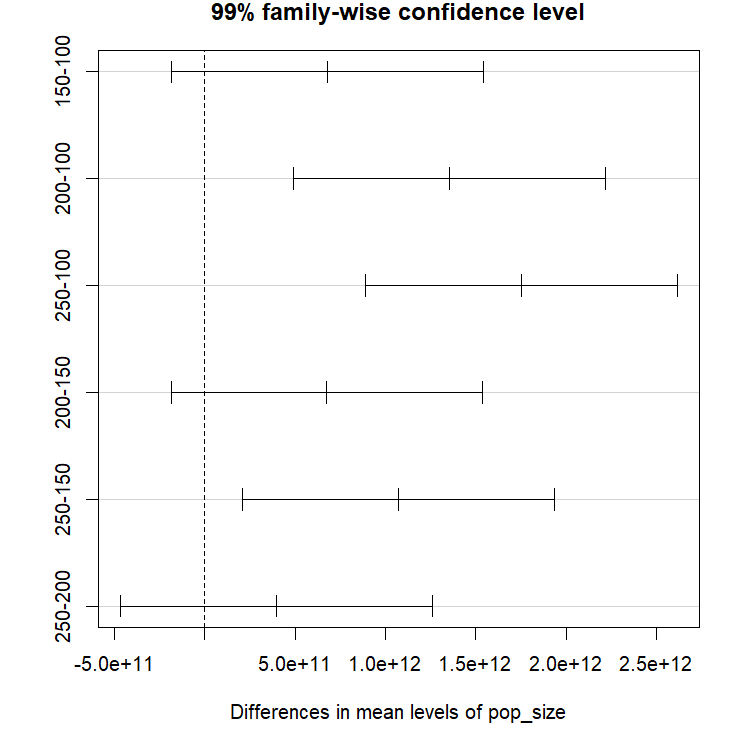 99% family-wise confidence level
150-100
200-100
250-100
200-150
250-150
250-200
-5.0e+11 5.0e+11 1.0e+12 1.5e+12 2.0e+12 2.5e+12
Differences in mean levels of pop_size